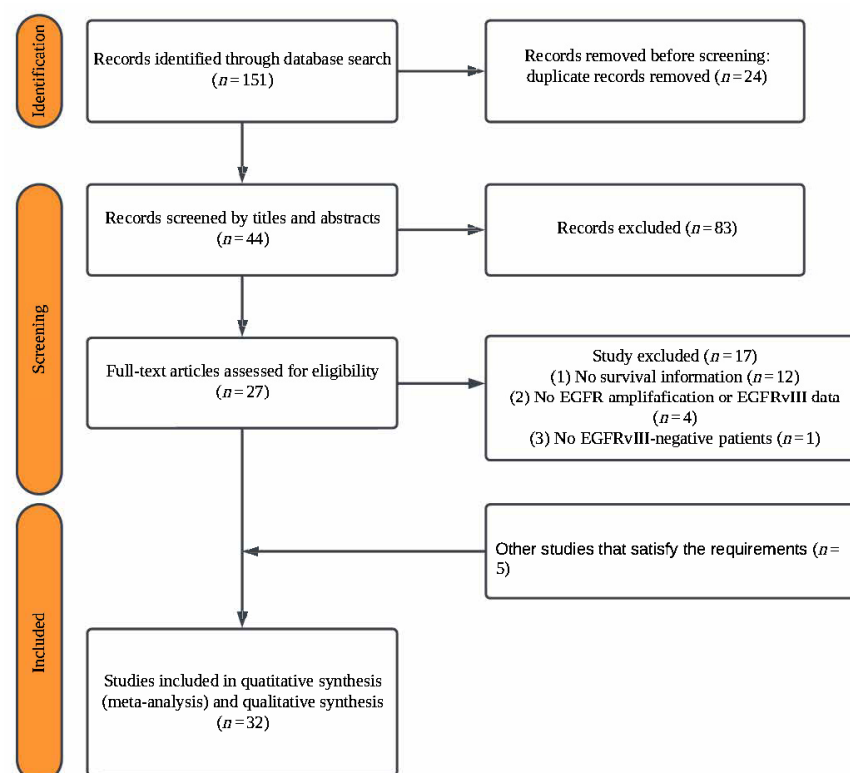 Identification
Records identified through database search
(n=151)
Records removed before screening:
duplicate records removed (n=24)
Screening
Records screened by titles and abstracts
(n=44)
Records excluded (n=83)
Full-text articles assessed for eligibility
(n=27)
Study excluded (n=17)
(1) No survival information (n=12)
(2) No EGFR amplifafication or EGFRvIII data
(n=4)
(3) No EGFRvIII-negative patients (n=1)
Included
Other studies that satisfy the requirements (n=
5)
Studies included in quatitative synthesis
(meta-analysis) and qualitative synthesis
(n=32)